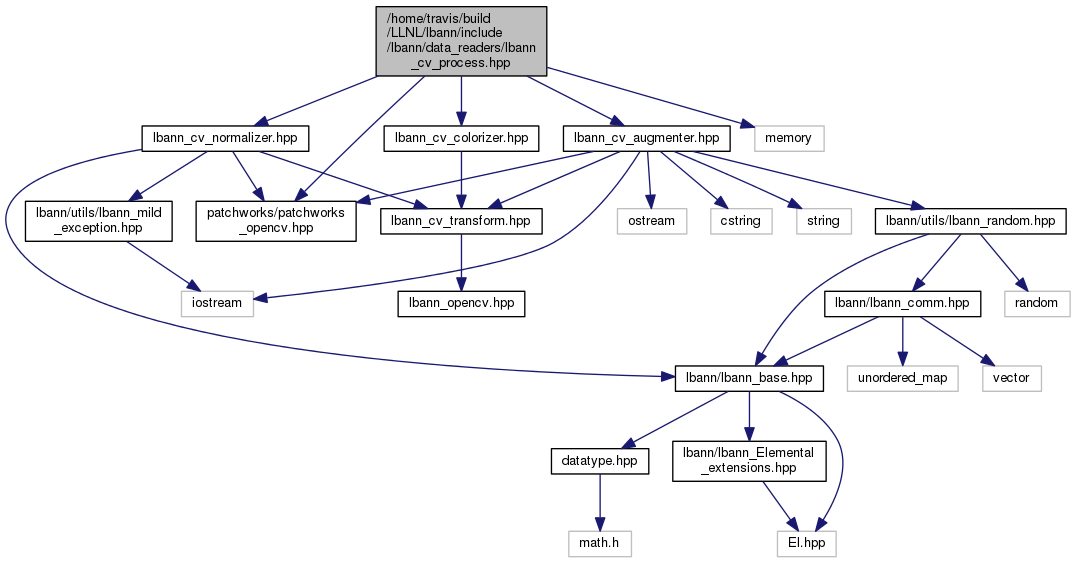 /home/travis/build
/LLNL/lbann/include
/lbann/data_readers/lbann
_cv_process.hpp
lbann_cv_normalizer.hpp
lbann_cv_colorizer.hpp
lbann_cv_augmenter.hpp
memory
lbann/utils/lbann_mild
_exception.hpp
patchworks/patchworks
_opencv.hpp
lbann_cv_transform.hpp
ostream
cstring
string
lbann/utils/lbann_random.hpp
iostream
lbann_opencv.hpp
lbann/lbann_comm.hpp
random
lbann/lbann_base.hpp
unordered_map
vector
datatype.hpp
lbann/lbann_Elemental
_extensions.hpp
math.h
El.hpp